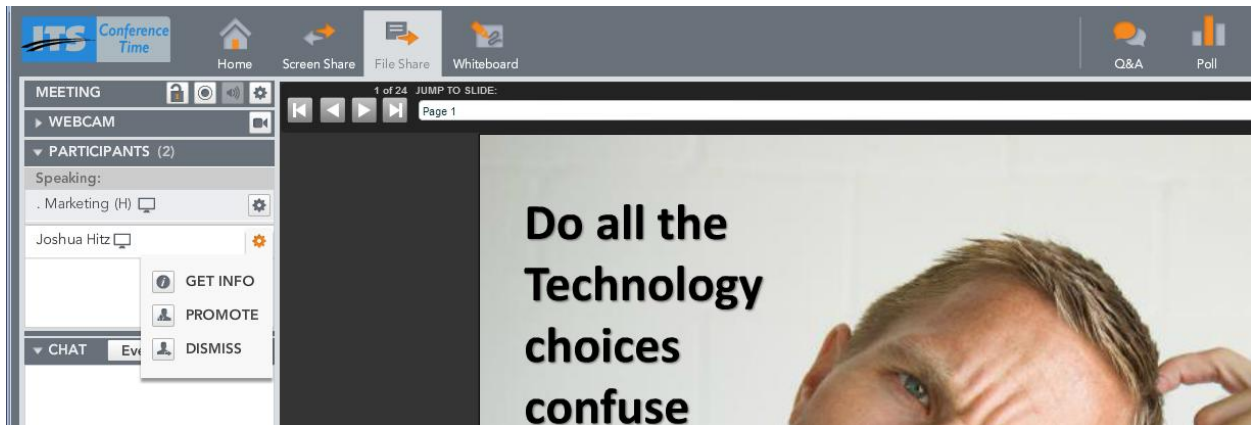 ITS Conference
Time
Home
Screen Share
File Share
Whiteboard
Q&A
Poll
MEETING
1 of 24 JUMP TO SLIDE:
Page 1
WEBCAM
PARTICIPANTS (2)
Speaking:
. Marketing (H)
Joshua Hitz
GET INFO
PROMOTE
DISMISS
CHAT
Do all the
Technology
choices
confuse